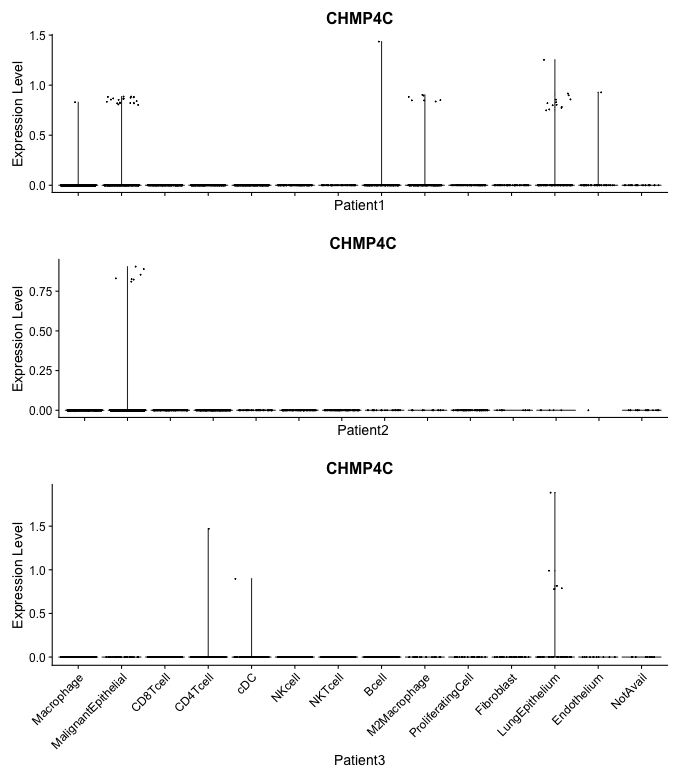 CHMP4C
Expression Level
1.5
1.0
0.5
0.0
Patient1
CHMP4C
Expression Level
0.75
0.50
0.25
0.00
Patient2
CHMP4C
Expression Level
1.5
1.0
0.5
0.0
Macrophage
MalignantEpithelial
CD8Tcell
CD4Tcell
cDC
NKcell
NKTcell
Bcell
M2Macrophage
ProliferatingCell
Fibroblast
LungEpithelium
Endothelium
NotAvail
Patient3